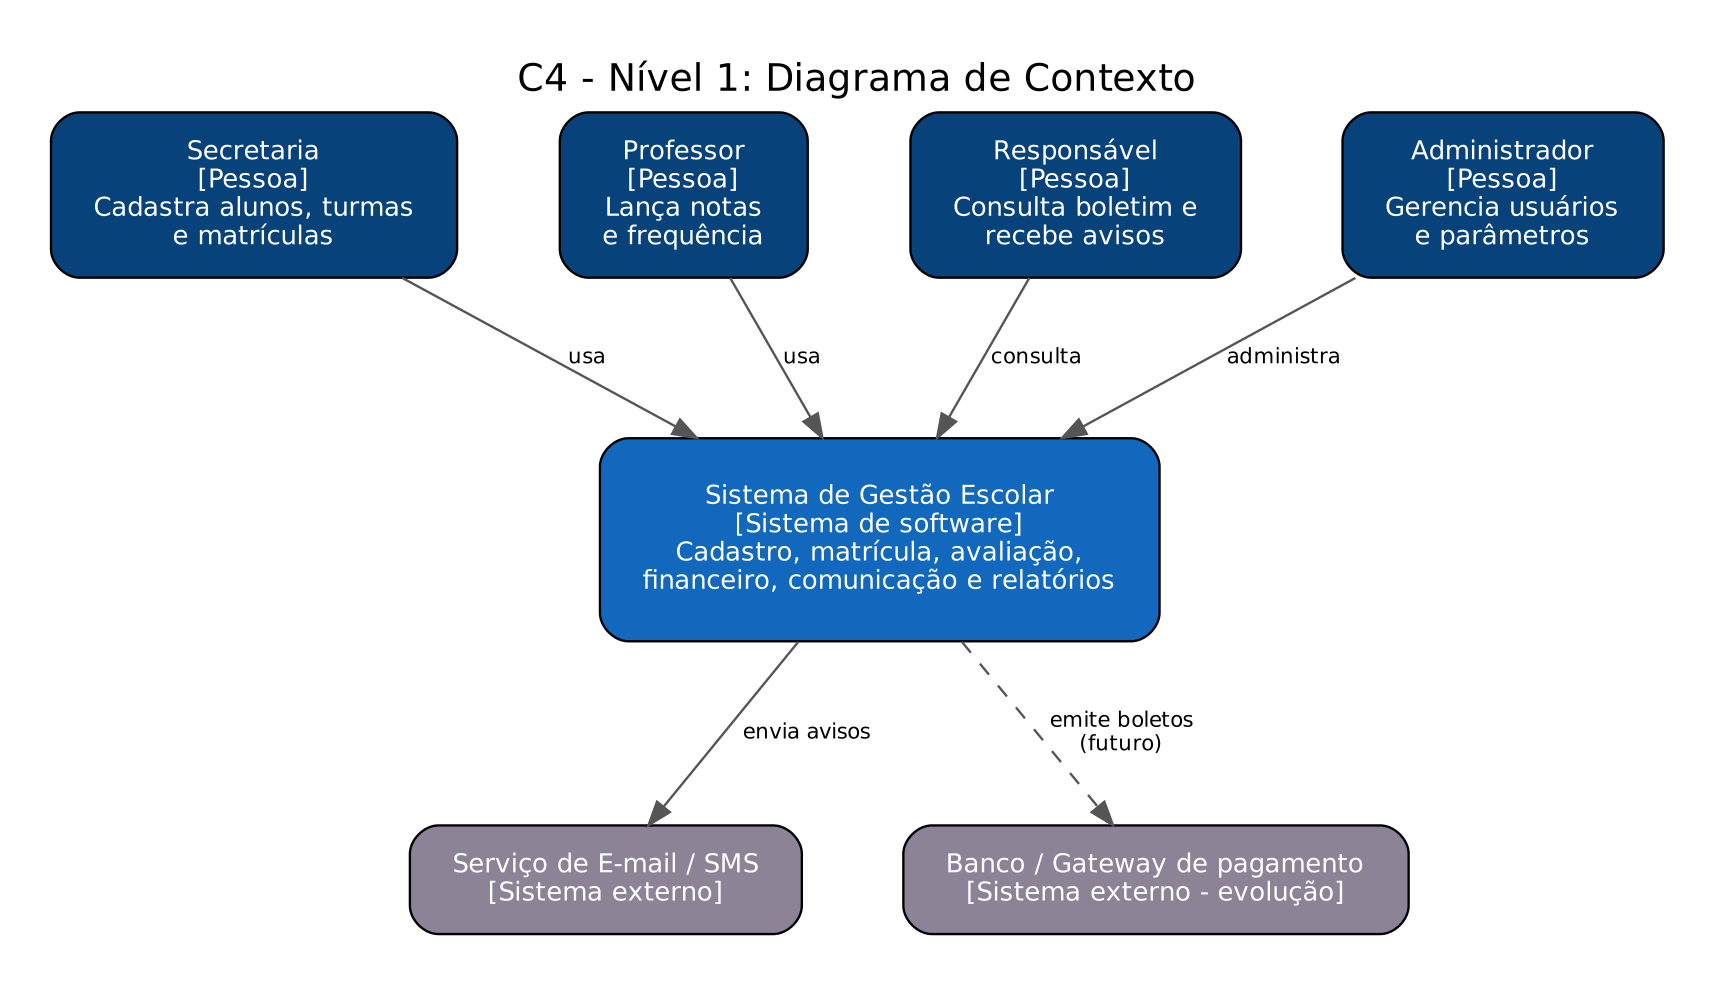 C4 - Nível 1: Diagrama de Contexto
Secretaria
[Pessoa]
Cadastra alunos, turmas
e matrículas
Professor
[Pessoa]
Lança notas
e frequência
Responsável
[Pessoa]
Consulta boletim e
recebe avisos
Administrador
[Pessoa]
Gerencia usuários
e parâmetros
usa
usa
consulta
administra
Sistema de Gestão Escolar
[Sistema de software]
Cadastro, matrícula, avaliação,
financeiro, comunicação e relatórios
envia avisos
emite boletos
(futuro)
Serviço de E-mail / SMS
[Sistema externo]
Banco / Gateway de pagamento
[Sistema externo - evolução]